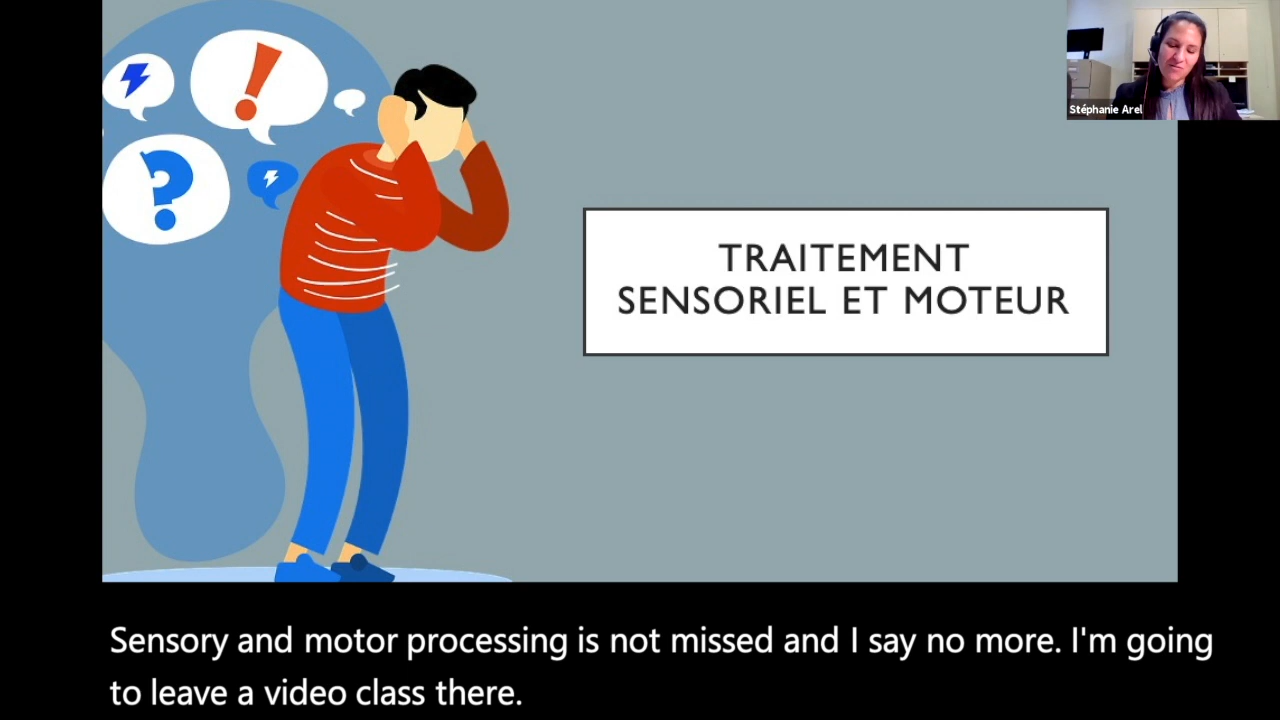 Stéphanie Arel
TRAITEMENT
SENSORIEL ET MOTEUR
Sensory and motor processing is not missed and I say no more. I'm going
to leave a video class there.